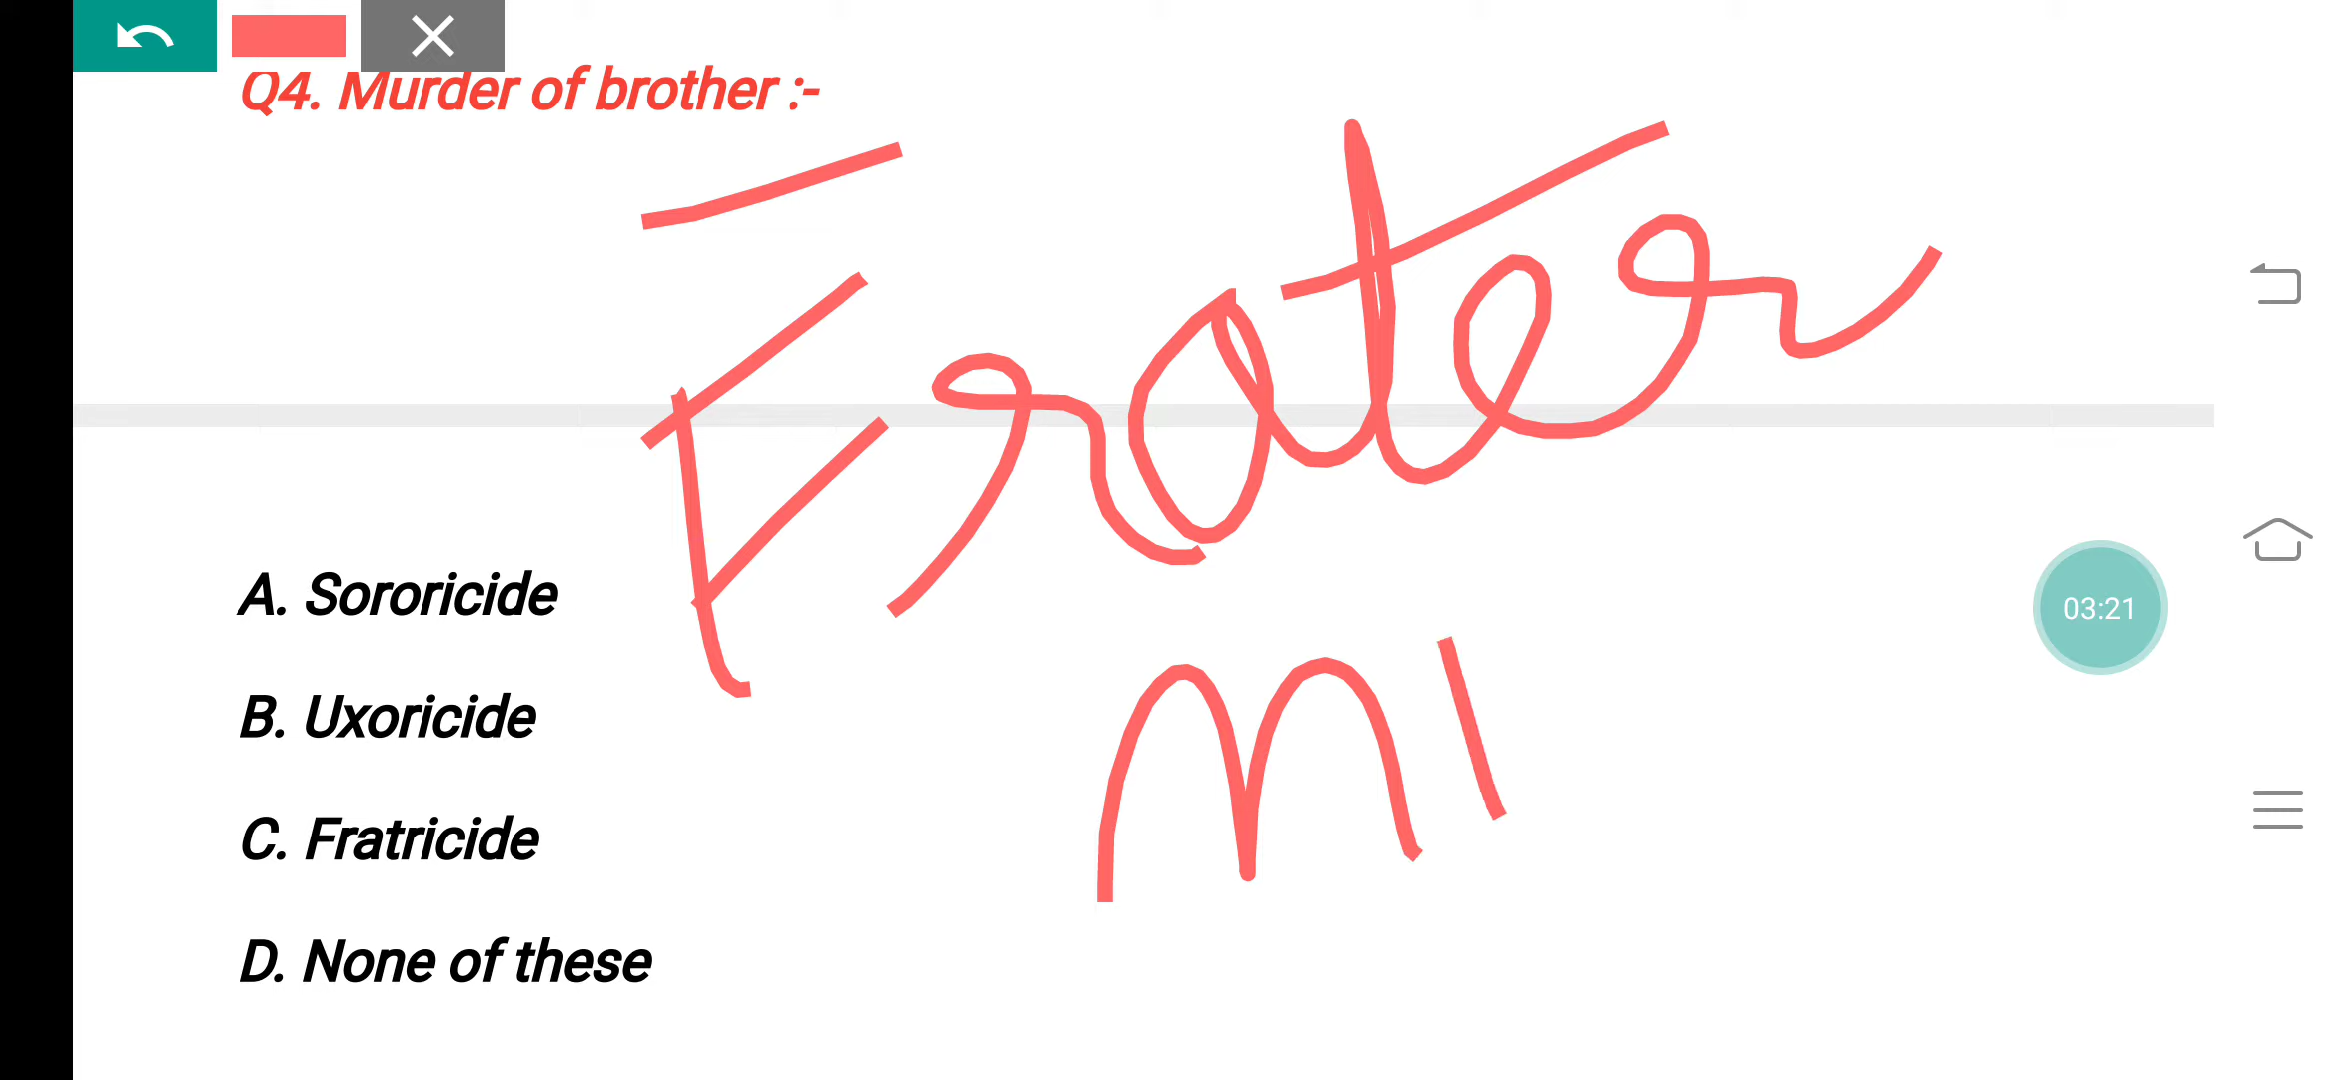 Q4. Murder of brother :-
Frater
A. Sororicide
03:21
B. Uxoricide
C. Fratricide
D. None of these